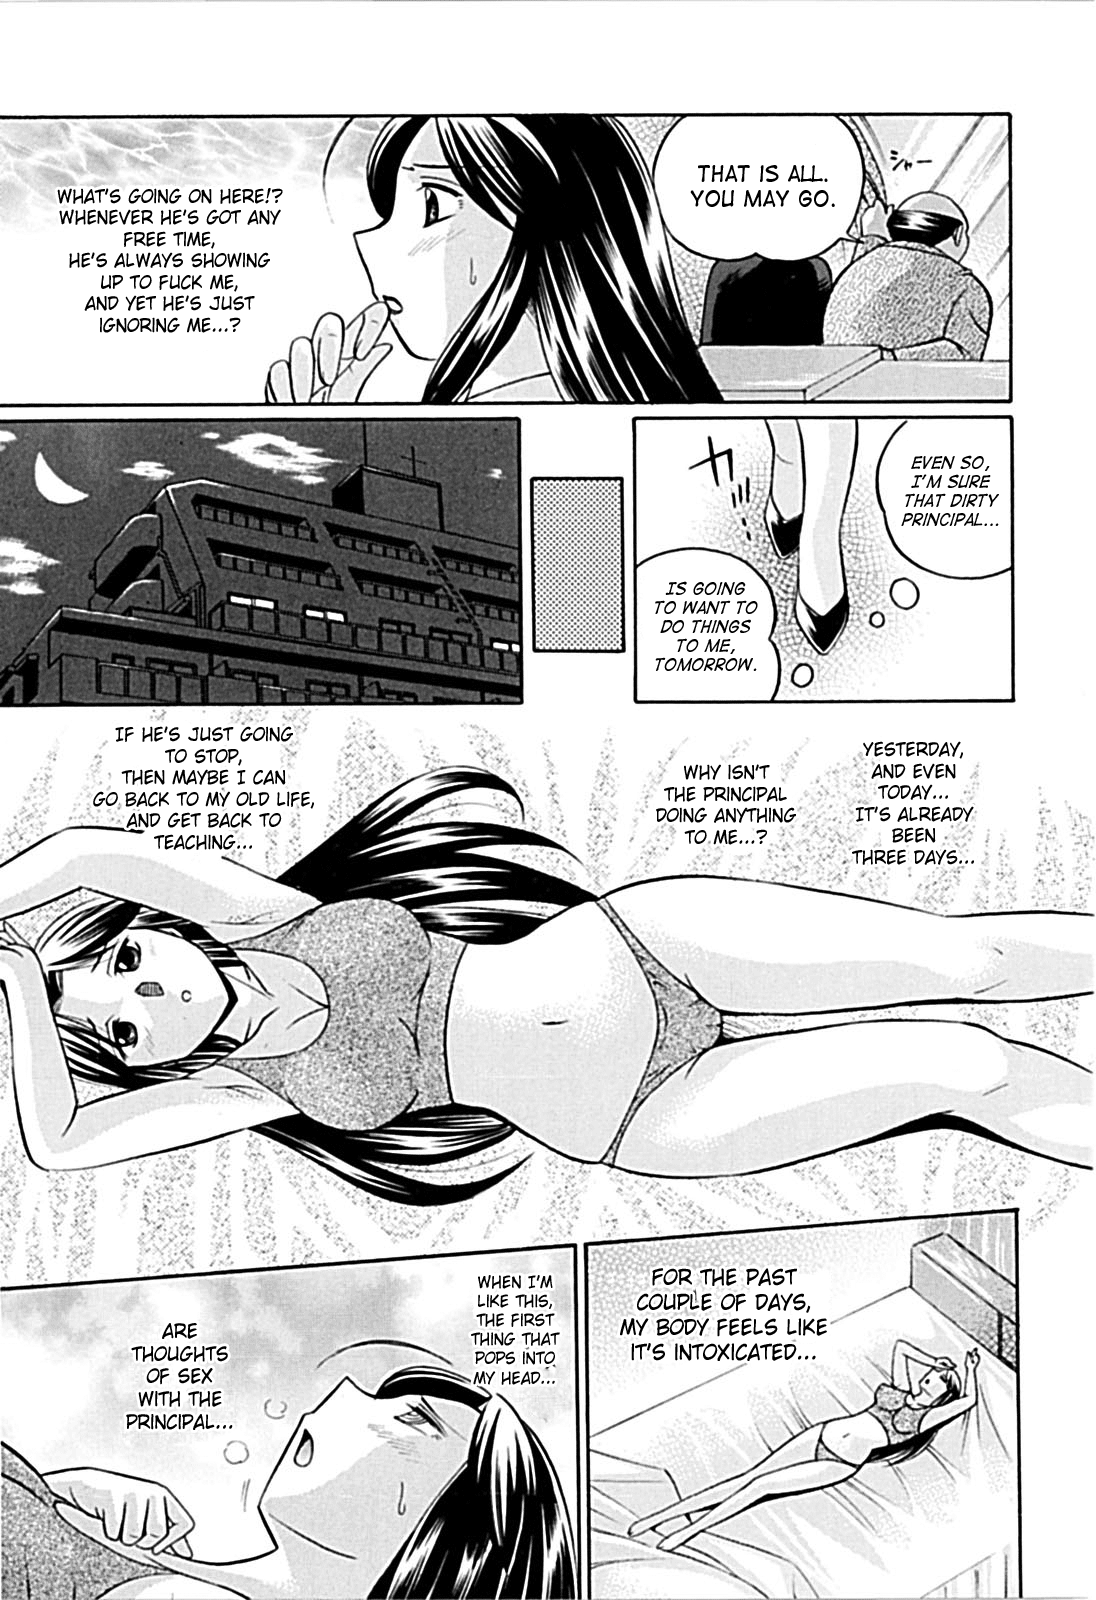 THAT IS ALL.
YOU MAY GO.
シャー
WHAT'S GOING ON HERE!?
WHENEVER HE'S GOT ANY
FREE TIME,
HE'S ALWAYS SHOWING
UP TO FUCK ME,
AND YET HE'S JUST
IGNORING ME...?
EVEN SO,
I'M SURE
THAT DIRTY
PRINCIPAL...
カ
ツ!!
IS GOING
TO WANT TO
DO THINGS
TO ME,
TOMORROW.
YESTERDAY,
AND EVEN
TODAY...
IT'S ALREADY
BEEN
THREE DAYS...
WHY ISN'T
THE PRINCIPAL
DOING ANYTHING
TO ME...?
IF HE'S JUST GOING
TO STOP,
THEN MAYBE I CAN
GO BACK TO MY OLD LIFE,
AND GET BACK TO
TEACHING...
FOR THE PAST
COUPLE OF DAYS,
MY BODY FEELS LIKE
IT'S INTOXICATED...
WHEN I'M
LIKE THIS,
THE FIRST
THING THAT
POPS INTO
MY HEAD...
ARE
THOUGHTS
OF SEX
WITH THE
PRINCIPAL...